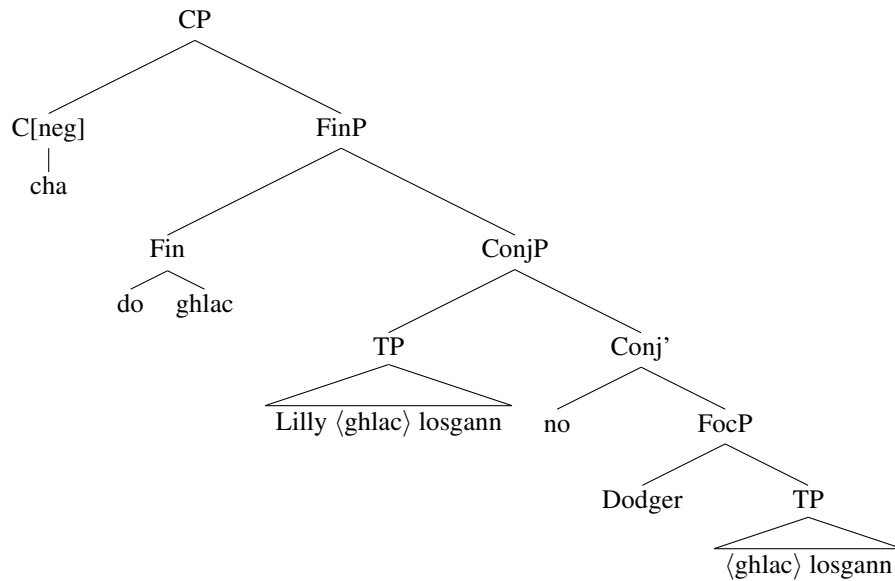 CP
C[neg] FinP
cha
Fin ConjP
do ghlac
TP Conj’
Lilly ⟨ghlac⟩ losgann no FocP
Dodger TP
⟨ghlac⟩ losgann